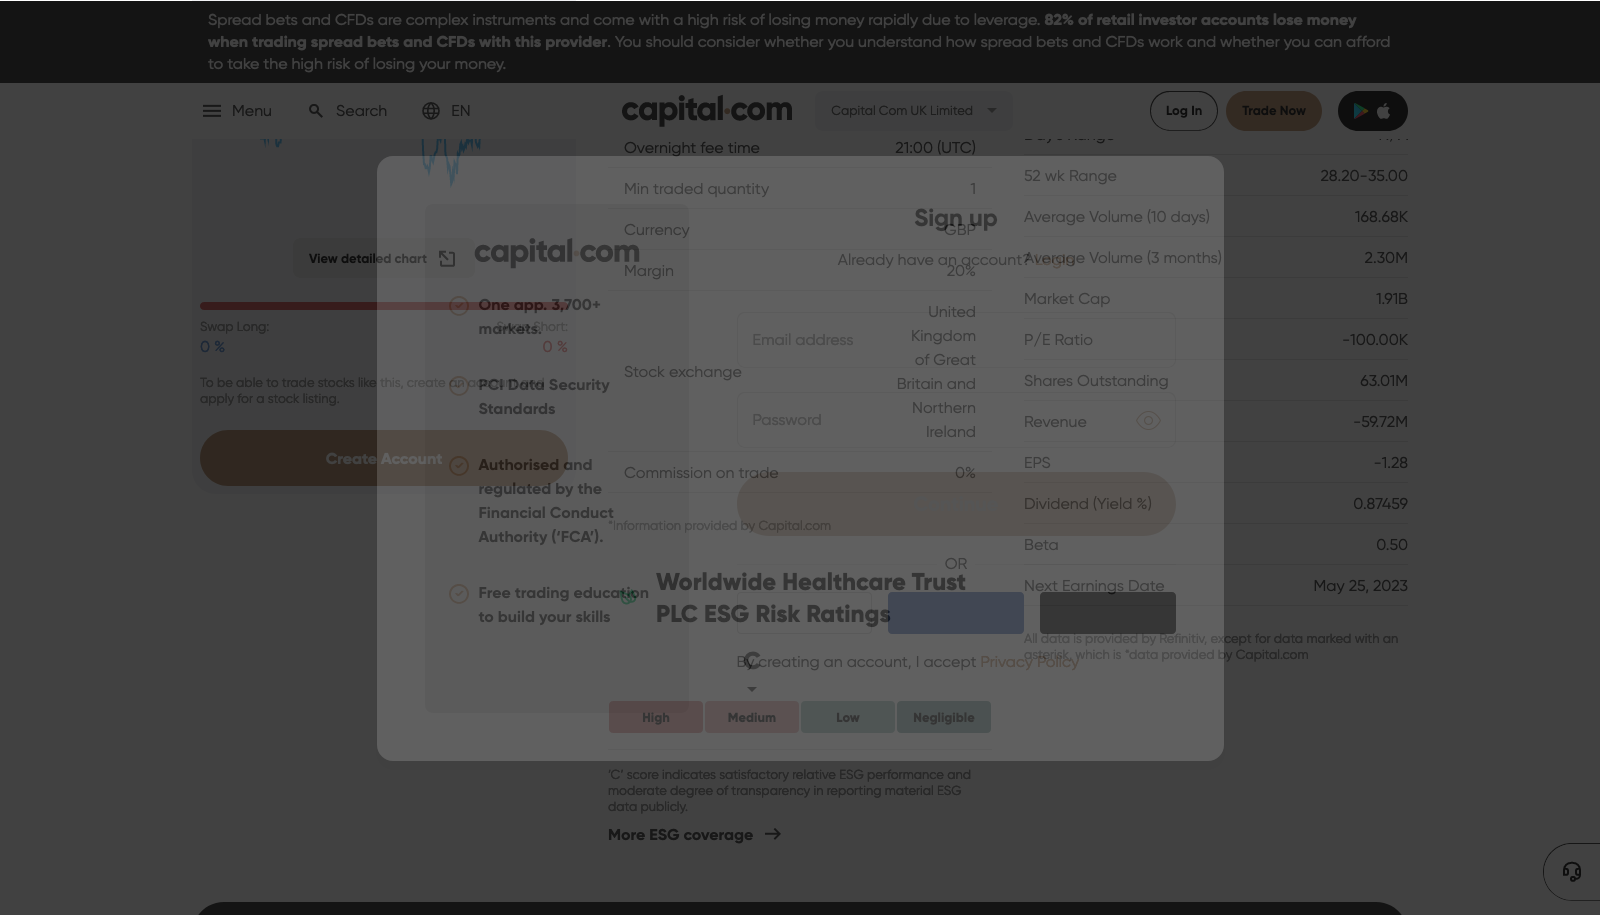 Spread bets and CFDs are complex instruments and come with a high risk of losing money rapidly due to leverage. 82% of retail investor accounts lose money
when trading spread bets and CFDs with this provider. You should consider whether you understand how spread bets and CFDs work and whether you can afford
to take the high risk of losing your money.
Menu
Search
EN
capital.com
Capital Com UK Limited
Log In
Trade Now
View detailed chart
Swap Long:
Swap Short:
0 %
0 %
To be able to trade stocks like this, create an account and
apply for a stock listing.
Create Account
capital.com
One app. 3,700+
markets.
PCI Data Security
Standards
Authorised and
regulated by the
Financial Conduct
Authority (‘FCA’).
Free trading education
to build your skills
Sign up
Already have an account? Login
Email address
Password
OR
By creating an account, I accept Privacy Policy
Overnight fee time 21:00 (UTC)
Min traded quantity 1
Currency GBP
Margin 20%
Stock exchange
United
Kingdom
of Great
Britain and
Northern
Ireland
Commission on trade 0%
*Information provided by Capital.com
Worldwide Healthcare Trust
PLC ESG Risk Ratings
C
High
Medium
Low
Negligible
'C' score indicates satisfactory relative ESG performance and
moderate degree of transparency in reporting material ESG
data publicly.
More ESG coverage
Day's Range
52 wk Range 28.20-35.00
Average Volume (10 days) 168.68K
Average Volume (3 months) 2.30M
Market Cap 1.91B
P/E Ratio -100.00K
Shares Outstanding 63.01M
Revenue -59.72M
EPS -1.28
Dividend (Yield %) 0.87459
Beta 0.50
Next Earnings Date May 25, 2023
All data is provided by Refinitiv, except for data marked with an
asterisk, which is *data provided by Capital.com